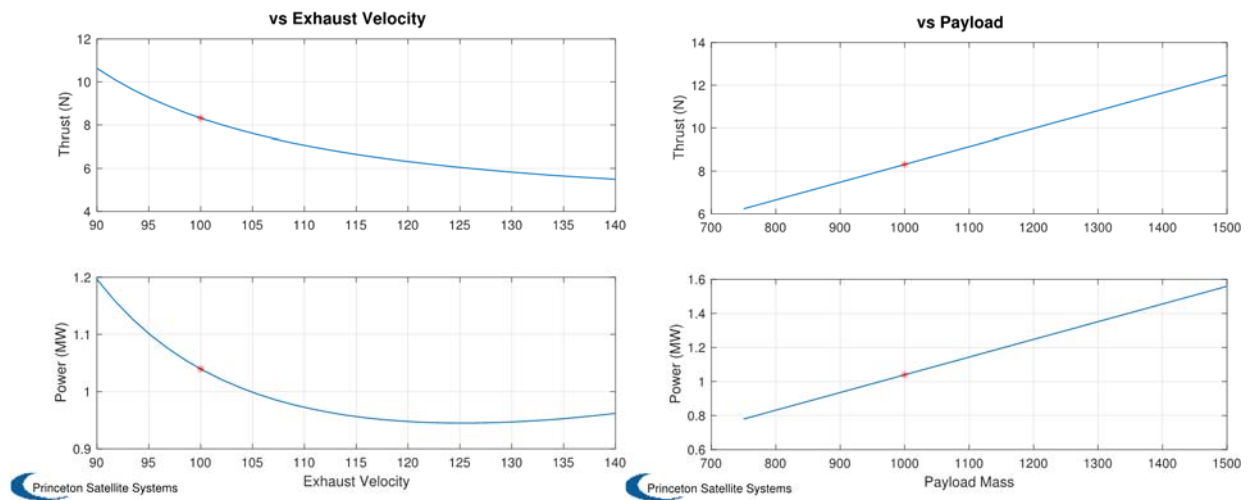 vs Exhaust Velocity
12
10
8
6
4
Thrust (N)
90 95 100 105 110 115 120 125 130 135 140
1.2
1.1
1
0.9
Power (MW)
90 95 100 105 110 115 120 125 130 135 140
Exhaust Velocity
Princeton Satellite Systems
vs Payload
14
12
10
8
6
Thrust (N)
700 800 900 1000 1100 1200 1300 1400 1500
1.6
1.4
1.2
1
0.8
0.6
Power (MW)
700 800 900 1000 1100 1200 1300 1400 1500
Payload Mass
Princeton Satellite Systems